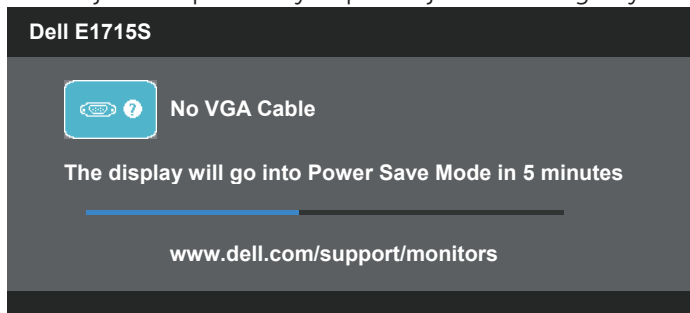 Dell E1715S
?
No VGA Cable
The display will go into Power Save Mode in 5 minutes
www.dell.com/support/monitors